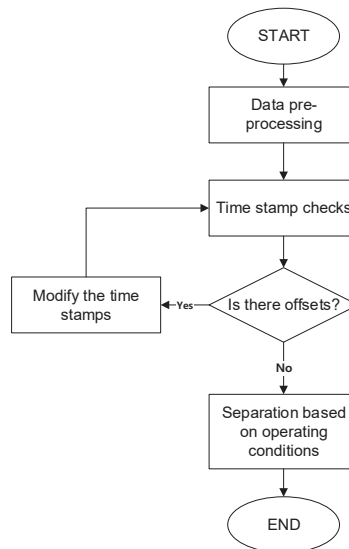 START
Data pre-
processing
Time stamp checks
Modify the time
stamps
Yes
Is there offsets?
No
Separation based
on operating
conditions
END